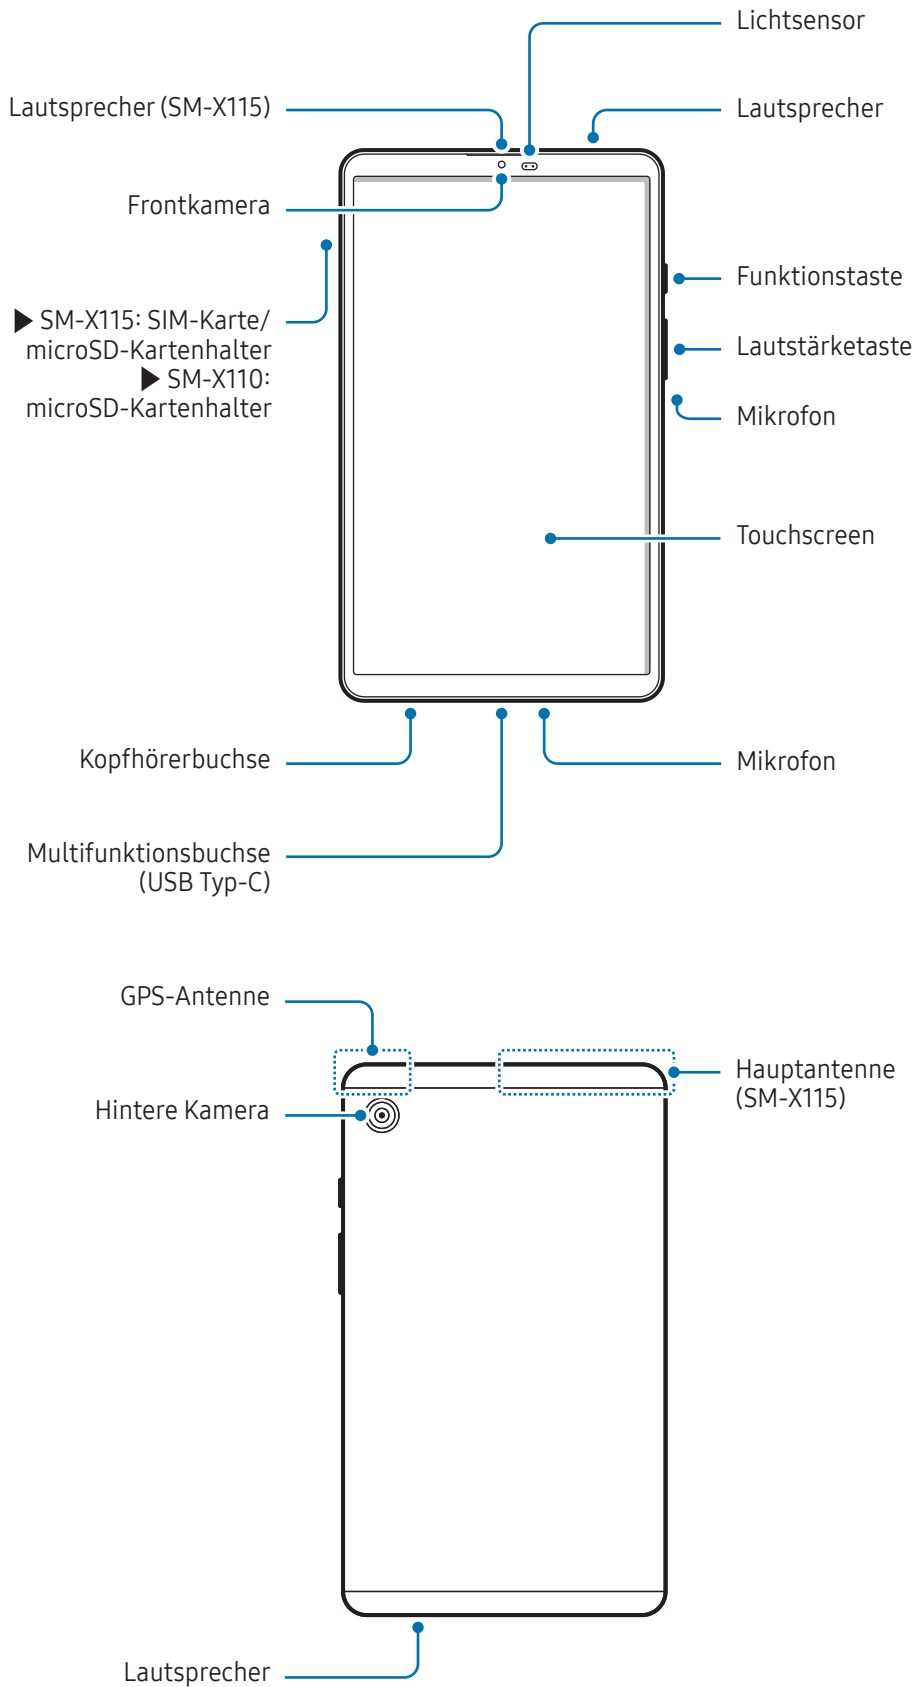 Lichtsensor
Lautsprecher (SM-X115)
Lautsprecher
Frontkamera
Funktionstaste
▶ SM-X115: SIM-Karte/
microSD-Kartenhalter
▶ SM-X110:
microSD-Kartenhalter
Lautstärketaste
Mikrofon
Touchscreen
Kopfhörerbuchse
Mikrofon
Multifunktionsbuchse
(USB Typ-C)
GPS-Antenne
Hauptantenne
(SM-X115)
Hintere Kamera
Lautsprecher